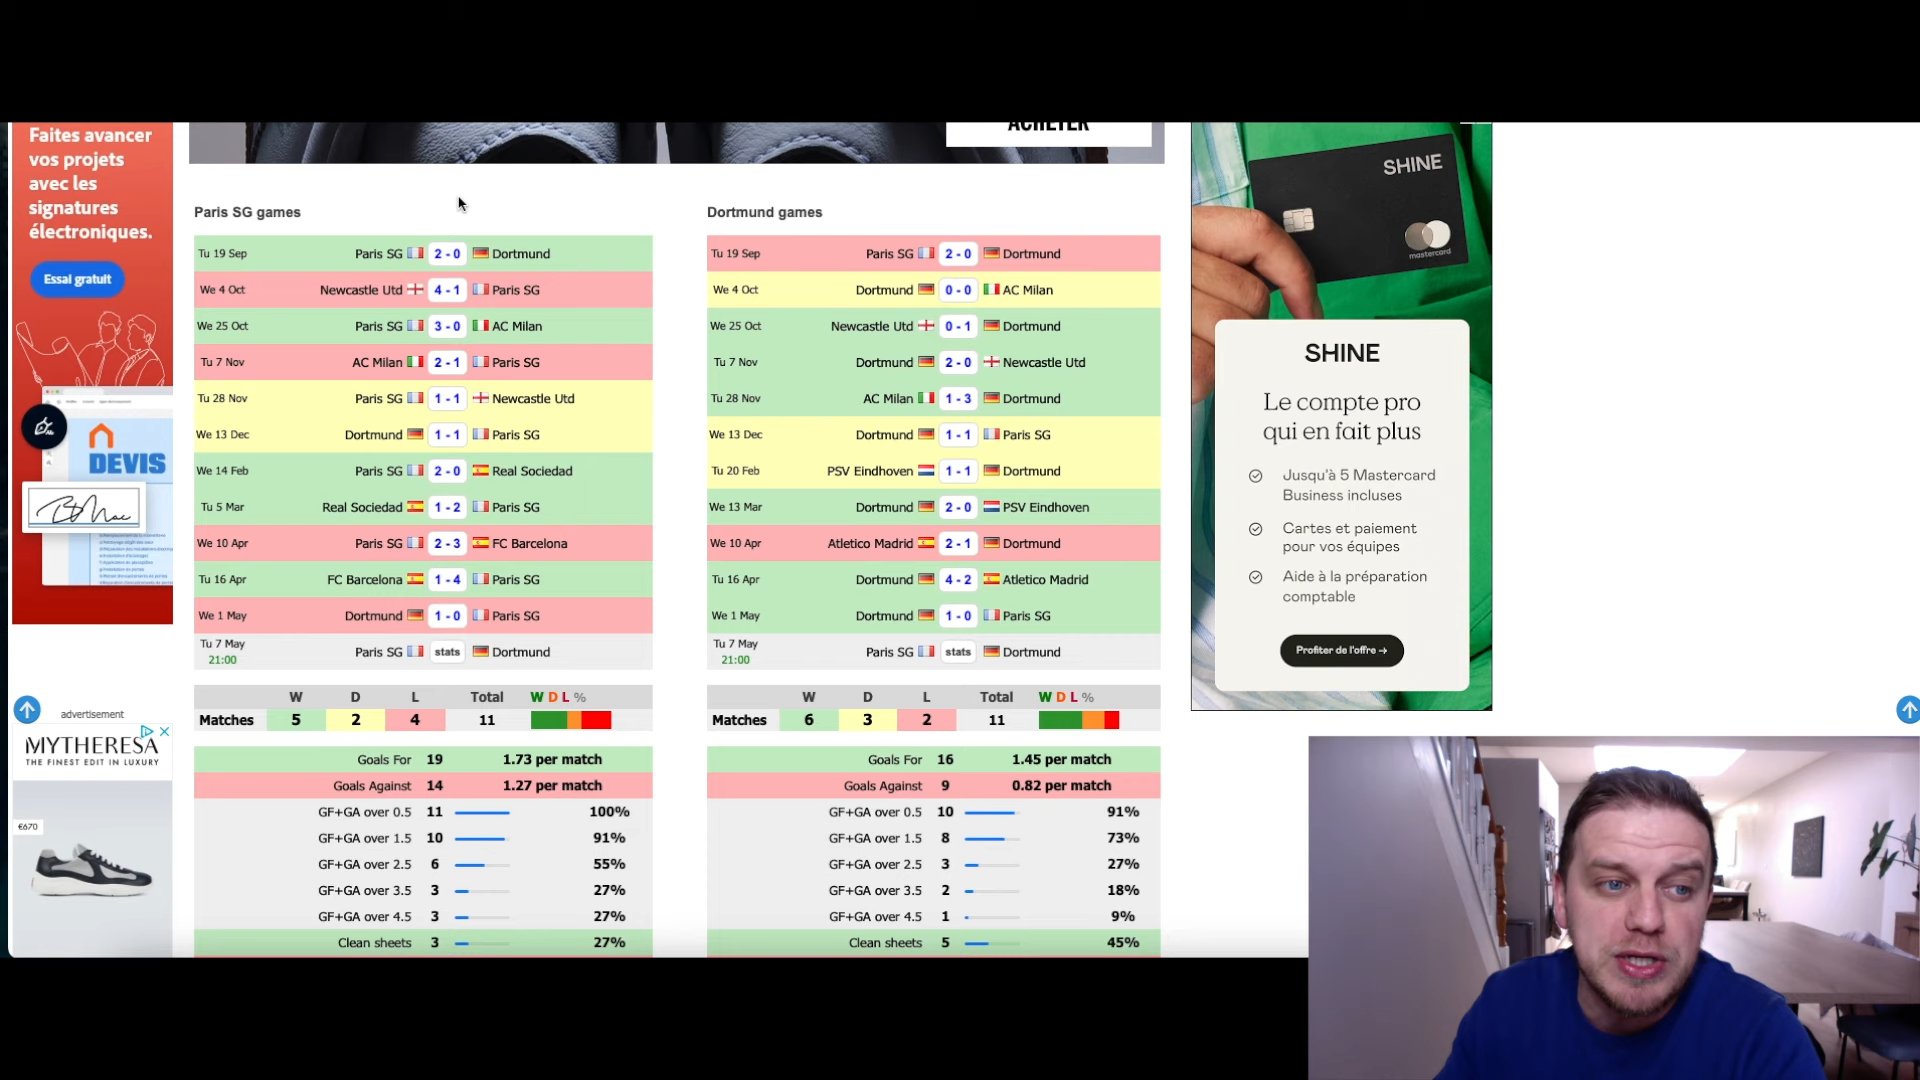 ACHETER
Faites avancer
vos projets
avec les
signatures
électroniques.
Essai gratuit
DEVIS
advertisement
MYTHERESA
THE FINEST EDIT IN LUXURY
€670
Paris SG games
Tu 19 Sep Paris SG 2 - 0 Dortmund
We 4 Oct Newcastle Utd 4 - 1 Paris SG
We 25 Oct Paris SG 3 - 0 AC Milan
Tu 7 Nov AC Milan 2 - 1 Paris SG
Tu 28 Nov Paris SG 1 - 1 Newcastle Utd
We 13 Dec Dortmund 1 - 1 Paris SG
We 14 Feb Paris SG 2 - 0 Real Sociedad
Tu 5 Mar Real Sociedad 1 - 2 Paris SG
We 10 Apr Paris SG 2 - 3 FC Barcelona
Tu 16 Apr FC Barcelona 1 - 4 Paris SG
We 1 May Dortmund 1 - 0 Paris SG
Tu 7 May
21:00 Paris SG stats Dortmund
W D L Total W D L %
Matches 5 2 4 11
Goals For 19 1.73 per match
Goals Against 14 1.27 per match
GF+GA over 0.5 11 100%
GF+GA over 1.5 10 91%
GF+GA over 2.5 6 55%
GF+GA over 3.5 3 27%
GF+GA over 4.5 3 27%
Clean sheets 3 27%
Dortmund games
Tu 19 Sep Paris SG 2 - 0 Dortmund
We 4 Oct Dortmund 0 - 0 AC Milan
We 25 Oct Newcastle Utd 0 - 1 Dortmund
Tu 7 Nov Dortmund 2 - 0 Newcastle Utd
Tu 28 Nov AC Milan 1 - 3 Dortmund
We 13 Dec Dortmund 1 - 1 Paris SG
Tu 20 Feb PSV Eindhoven 1 - 1 Dortmund
We 13 Mar Dortmund 2 - 0 PSV Eindhoven
We 10 Apr Atletico Madrid 2 - 1 Dortmund
Tu 16 Apr Dortmund 4 - 2 Atletico Madrid
We 1 May Dortmund 1 - 0 Paris SG
Tu 7 May
21:00 Paris SG stats Dortmund
W D L Total W D L %
Matches 6 3 2 11
Goals For 16 1.45 per match
Goals Against 9 0.82 per match
GF+GA over 0.5 10 91%
GF+GA over 1.5 8 73%
GF+GA over 2.5 3 27%
GF+GA over 3.5 2 18%
GF+GA over 4.5 1 9%
Clean sheets 5 45%
SHINE
mastercard
SHINE
Le compte pro
qui en fait plus
Jusqu'à 5 Mastercard
Business incluses
Cartes et paiement
pour vos équipes
Aide à la préparation
comptable
Profiter de l'offre →